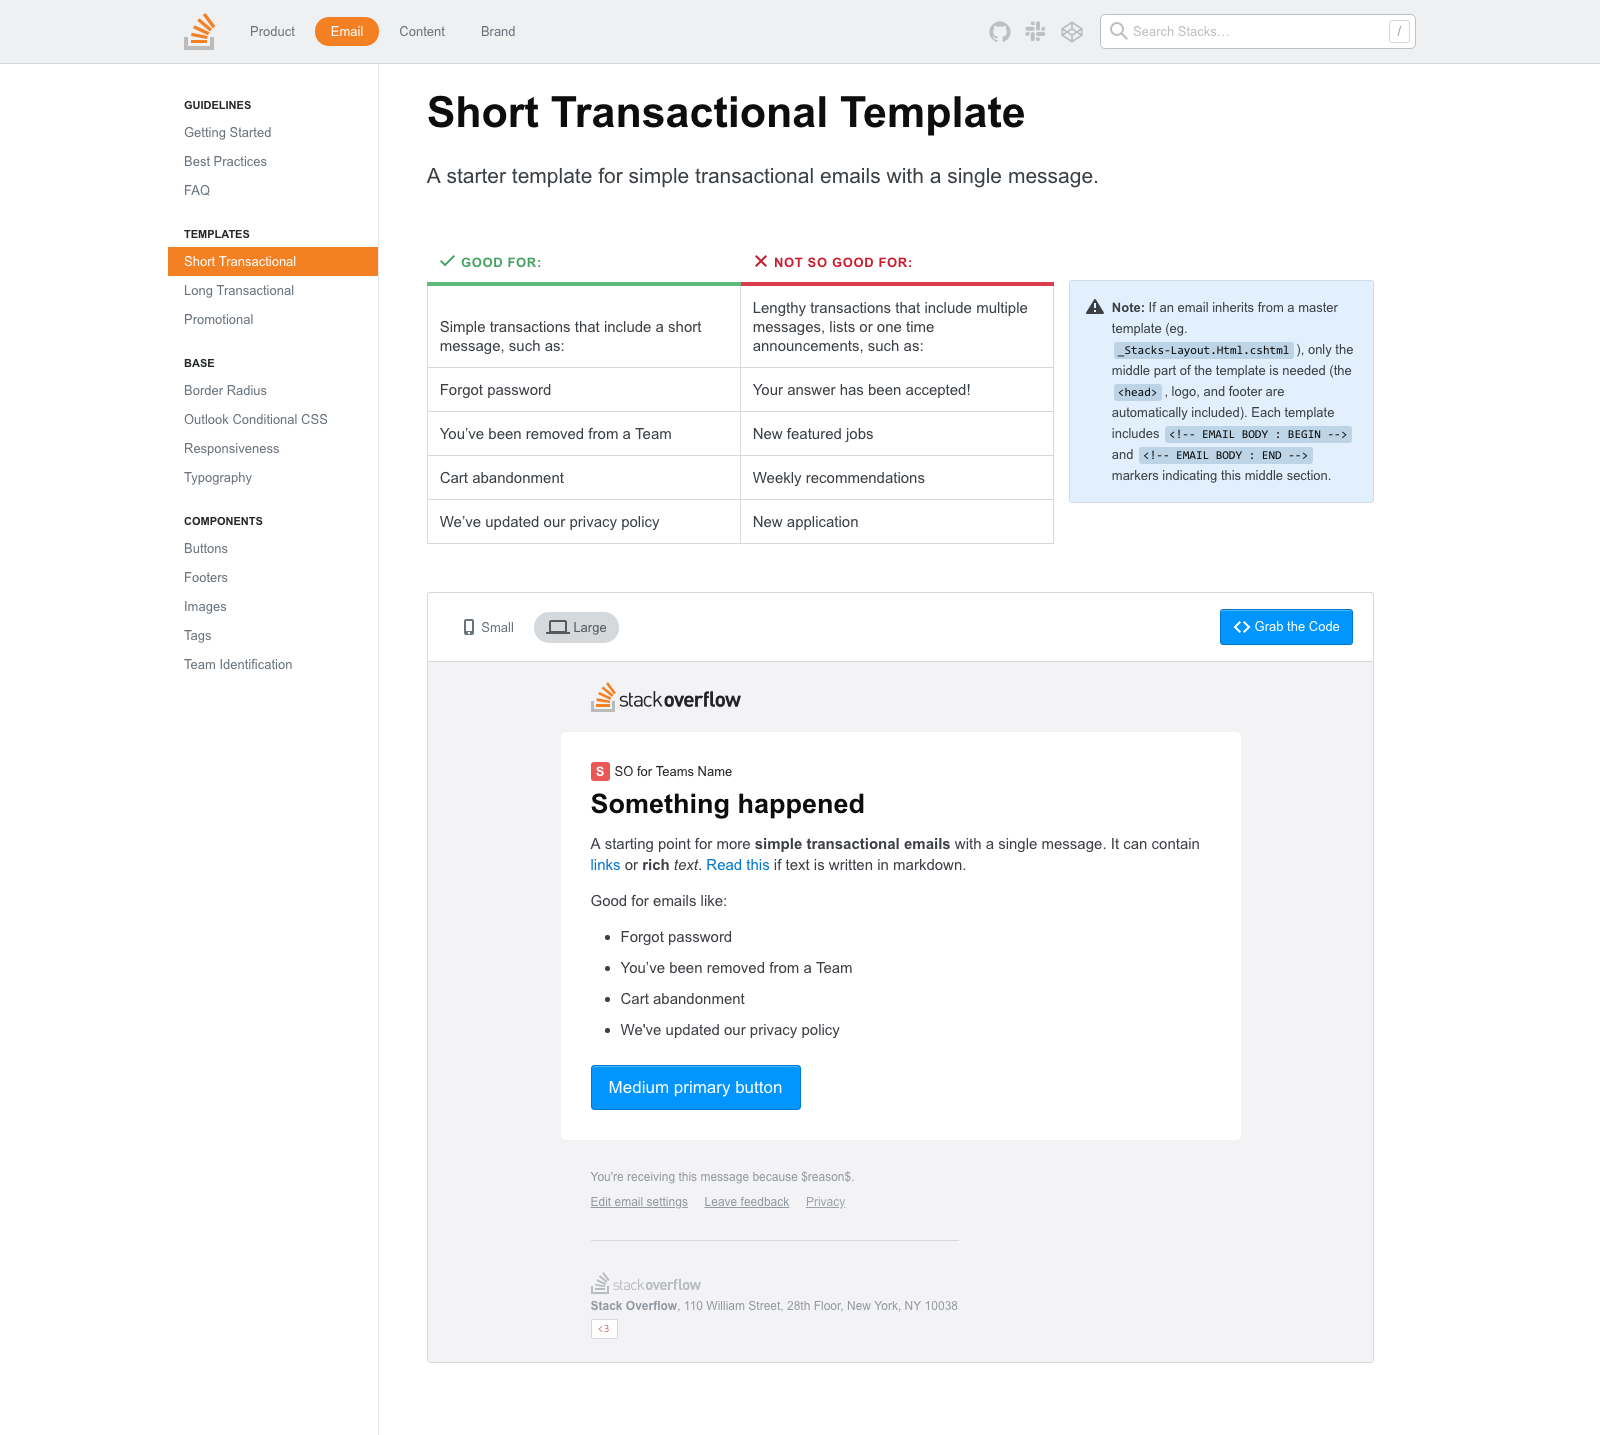 Product
Email
Content
Brand
Search Stacks…
/
GUIDELINES
Getting Started
Best Practices
FAQ
TEMPLATES
Short Transactional
Long Transactional
Promotional
BASE
Border Radius
Outlook Conditional CSS
Responsiveness
Typography
COMPONENTS
Buttons
Footers
Images
Tags
Team Identification
Short Transactional Template
A starter template for simple transactional emails with a single message.
GOOD FOR:
NOT SO GOOD FOR:
Simple transactions that include a short
message, such as:
Lengthy transactions that include multiple
messages, lists or one time
announcements, such as:
Forgot password
Your answer has been accepted!
You’ve been removed from a Team
New featured jobs
Cart abandonment
Weekly recommendations
We’ve updated our privacy policy
New application
Note: If an email inherits from a master
template (eg.
_Stacks-Layout.Html.cshtml ), only the
middle part of the template is needed (the
<head> , logo, and footer are
automatically included). Each template
includes <!-- EMAIL BODY : BEGIN -->
and <!-- EMAIL BODY : END -->
markers indicating this middle section.
Small
Large
Grab the Code
stackoverflow
S SO for Teams Name
Something happened
A starting point for more simple transactional emails with a single message. It can contain
links or rich text. Read this if text is written in markdown.
Good for emails like:
Forgot password
You’ve been removed from a Team
Cart abandonment
We've updated our privacy policy
Medium primary button
You're receiving this message because $reason$.
Edit email settings
Leave feedback
Privacy
stackoverflow
Stack Overflow, 110 William Street, 28th Floor, New York, NY 10038
<3